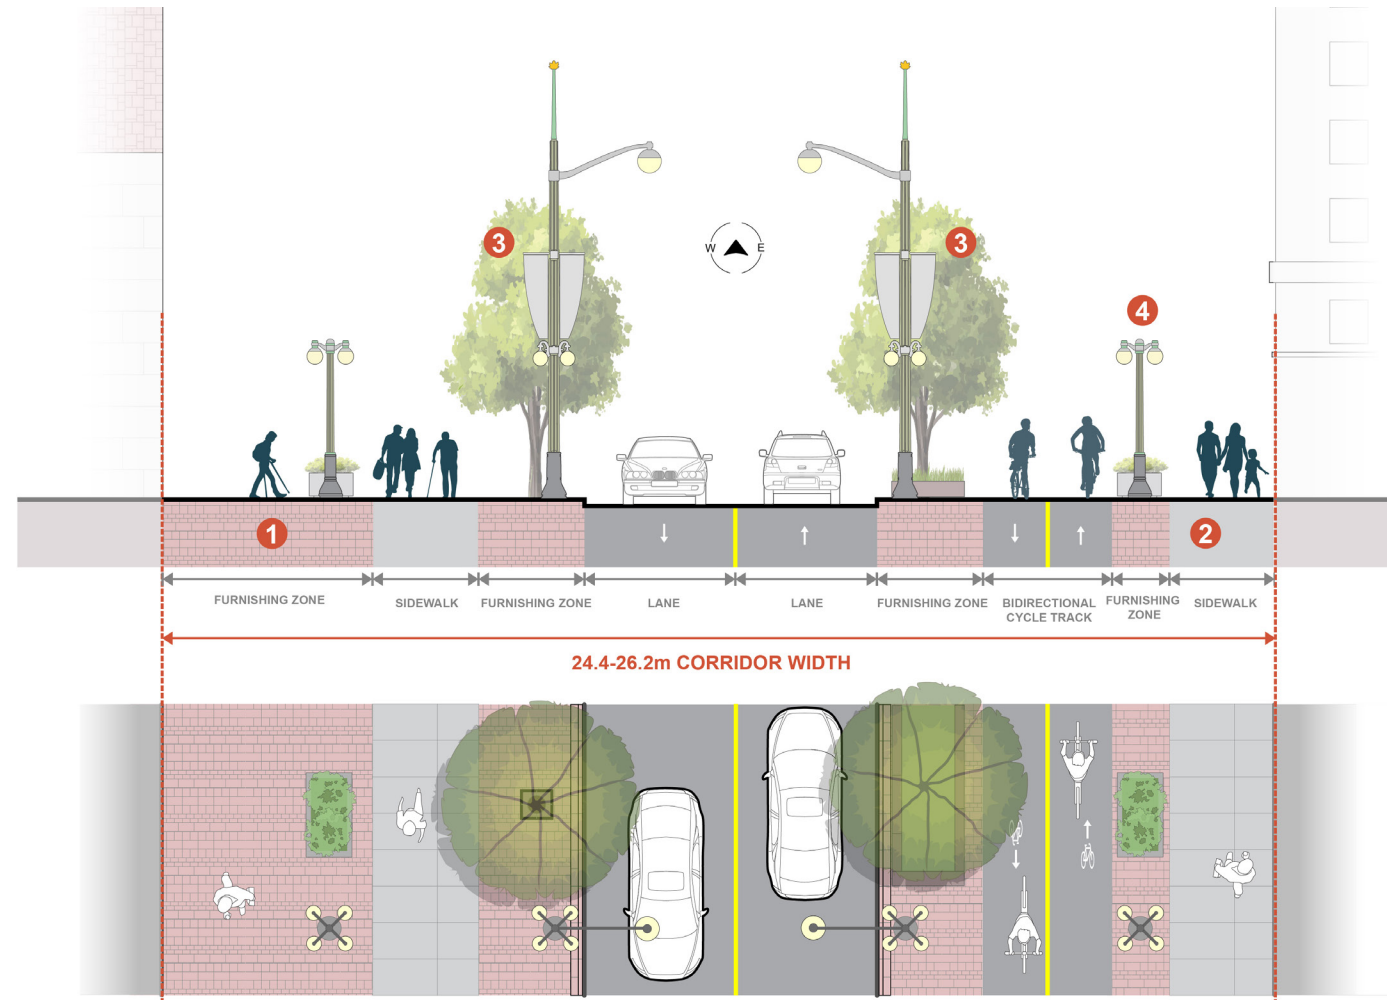 3
3
W
E
4
1
2
FURNISHING ZONE
SIDEWALK
FURNISHING ZONE
LANE
LANE
FURNISHING ZONE
BIDIRECTIONAL
CYCLE TRACK
FURNISHING
ZONE
SIDEWALK
24.4-26.2m CORRIDOR WIDTH